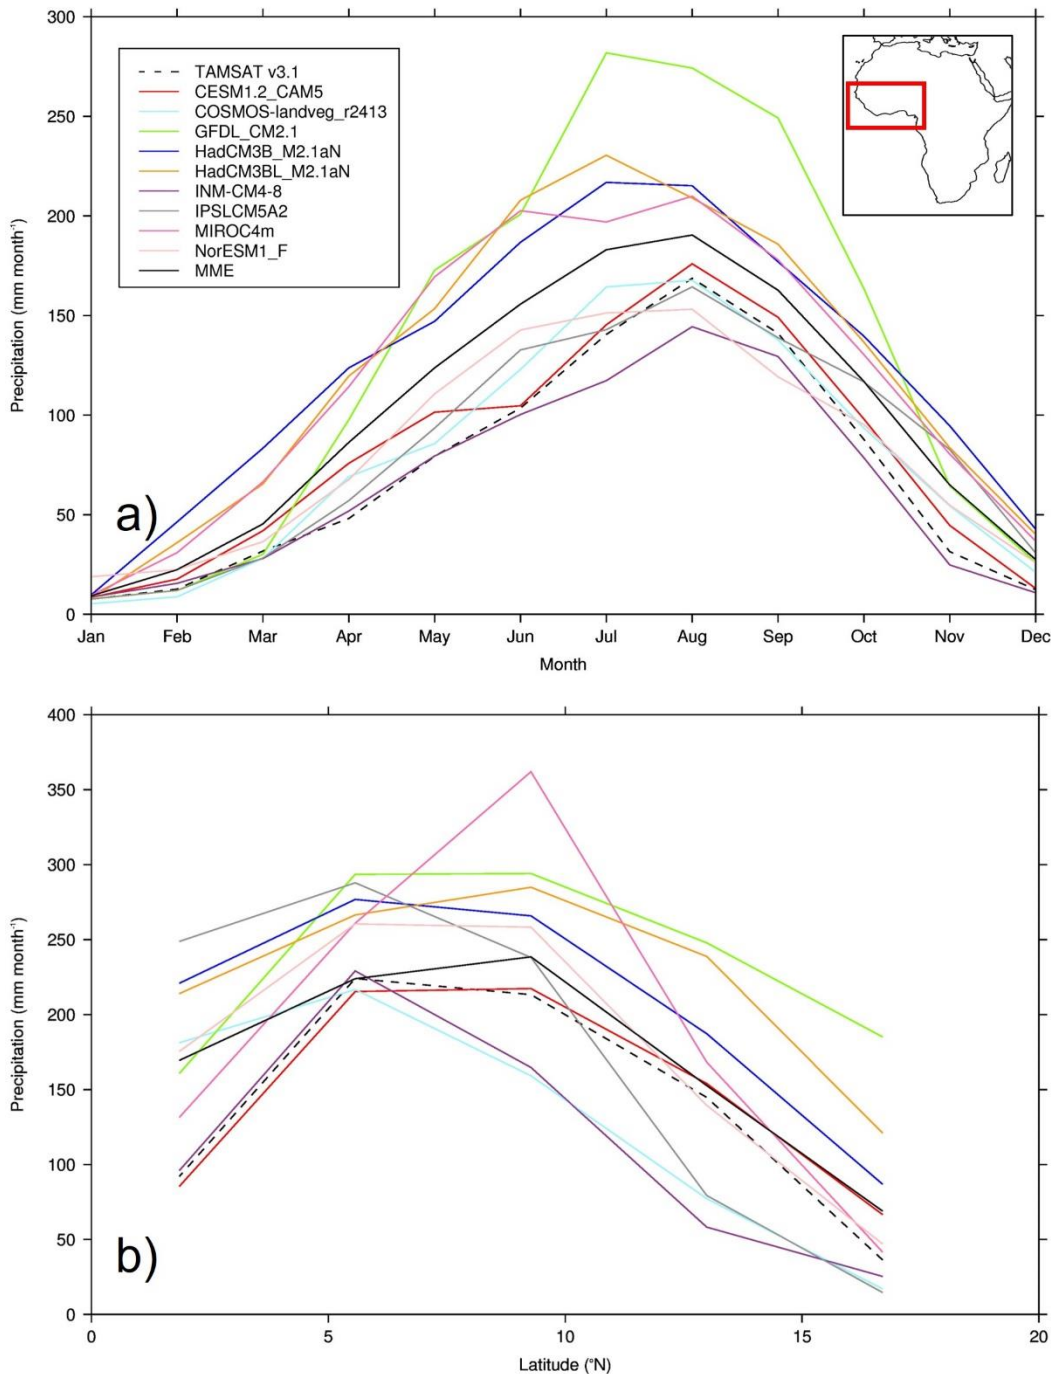 300
250
200
150
100
50
0
Precipitation (mm month⁻¹)
TAMSAT v3.1
CESM1.2_CAM5
COSMOS-landveg_r2413
GFDL_CM2.1
HadCM3B_M2.1aN
HadCM3BL_M2.1aN
INM-CM4-8
IPSLCM5A2
MIROC4m
NorESM1_F
MME
a)
Jan Feb Mar Apr May Jun Jul Aug Sep Oct Nov Dec
Month
400
350
300
250
200
150
100
50
0
Precipitation (mm month⁻¹)
b)
0 5 10 15 20
Latitude (°N)